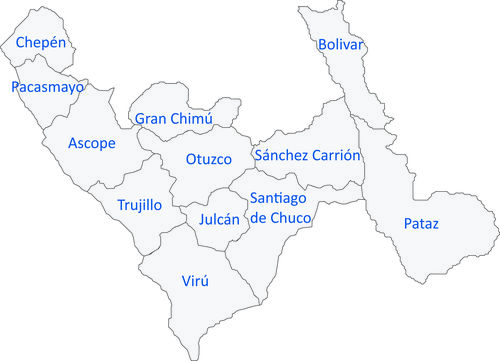 Chepén
Bolivar
Pacasmayo
Gran Chimú
Ascope
Otuzco
Sánchez Carrión
Trujillo
Julcán
Santiago
de Chuco
Pataz
Virú